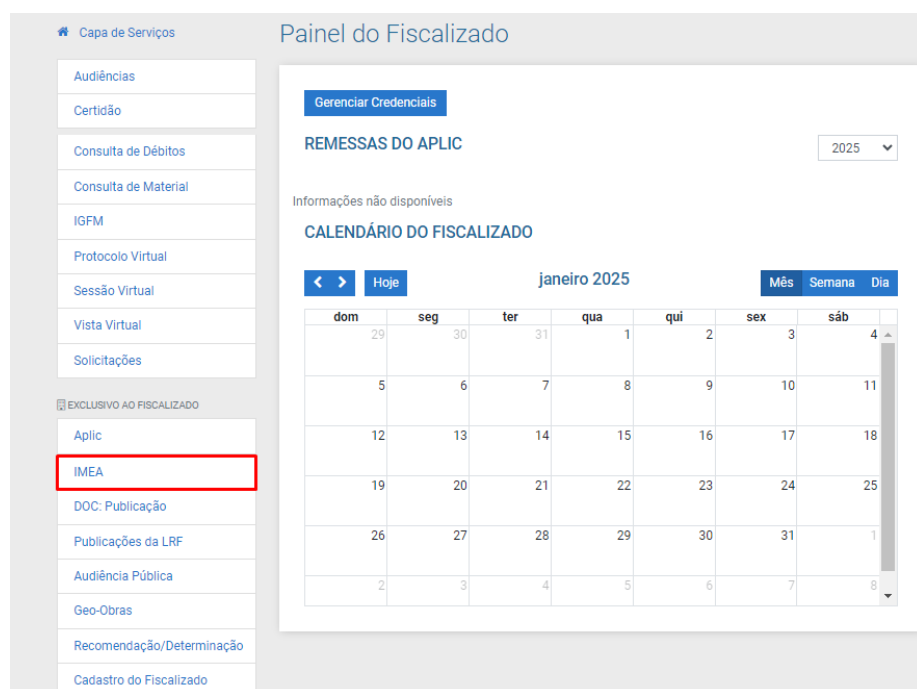 Capa de Serviços
Audiências
Certidão
Consulta de Débitos
Consulta de Material
IGFM
Protocolo Virtual
Sessão Virtual
Vista Virtual
Solicitações
EXCLUSIVO AO FISCALIZADO
Aplic
IMEA
DOC: Publicação
Publicações da LRF
Audiência Pública
Geo-Obras
Recomendação/Determinação
Cadastro do Fiscalizado
Painel do Fiscalizado
Gerenciar Credenciais
REMESSAS DO APLIC
2025
Informações não disponíveis
CALENDÁRIO DO FISCALIZADO
Hoje
janeiro 2025
Mês Semana Dia
dom seg ter qua qui sex sáb
29 30 31 1 2 3 4
5 6 7 8 9 10 11
12 13 14 15 16 17 18
19 20 21 22 23 24 25
26 27 28 29 30 31 1
2 3 4 5 6 7 8